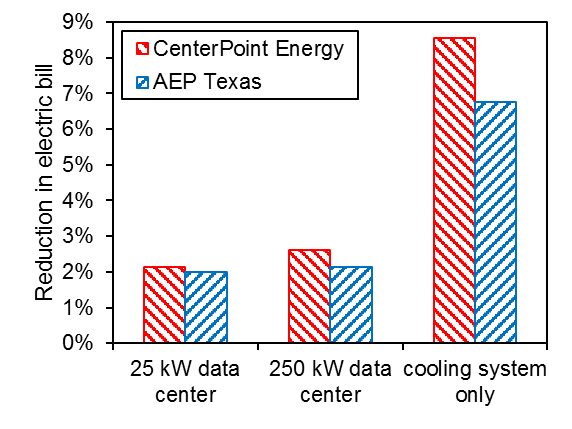 9%
8%
7%
6%
5%
4%
3%
2%
1%
0%
Reduction in electric bill
CenterPoint Energy
AEP Texas
25 kW data
center
250 kW data
center
cooling system
only